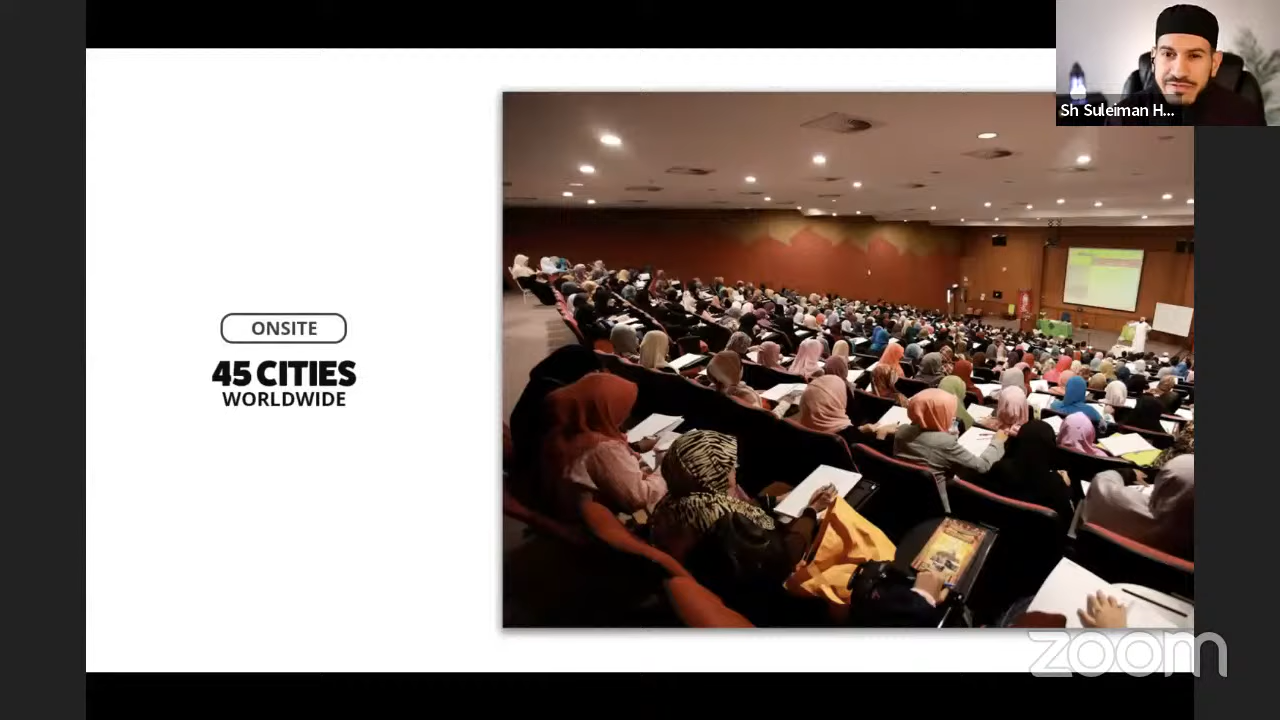 Sh Suleiman H...
ONSITE
45 CITIES
WORLDWIDE
zoom